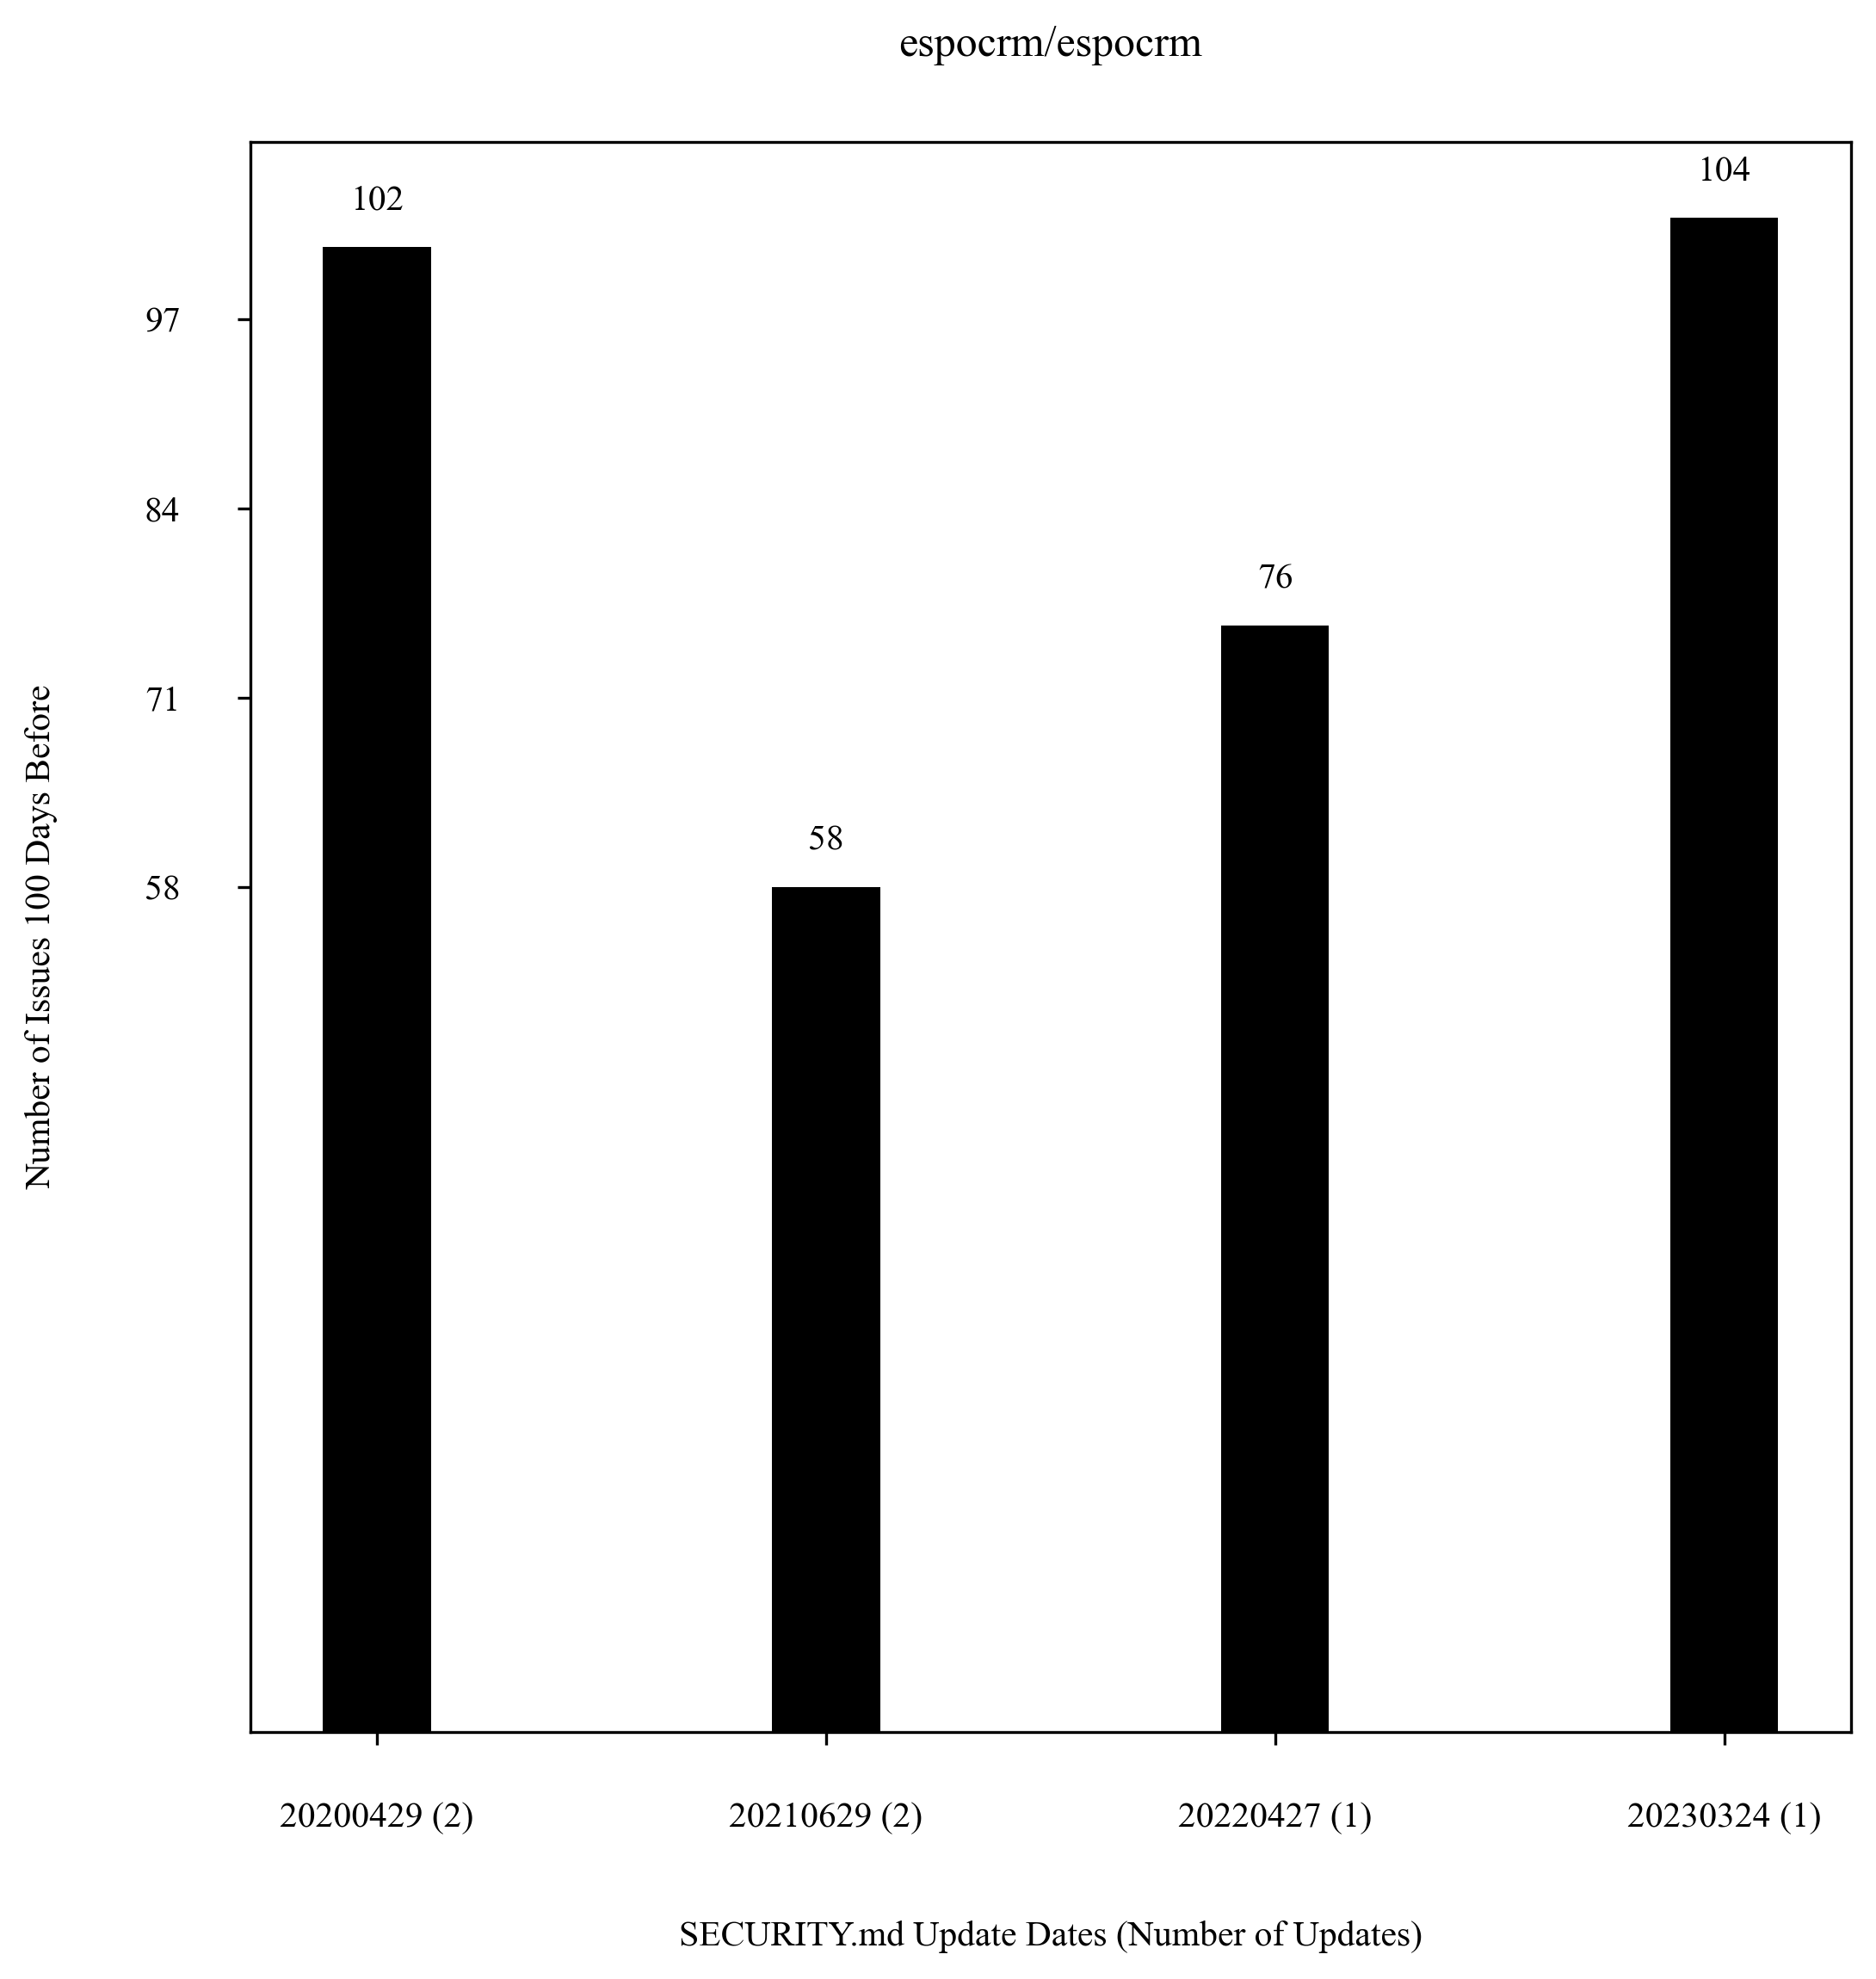 espocrm/espocrm
102
104
97
84
76
71
58
58
Number of Issues 100 Days Before
20200429 (2) 20210629 (2) 20220427 (1) 20230324 (1)
SECURITY.md Update Dates (Number of Updates)